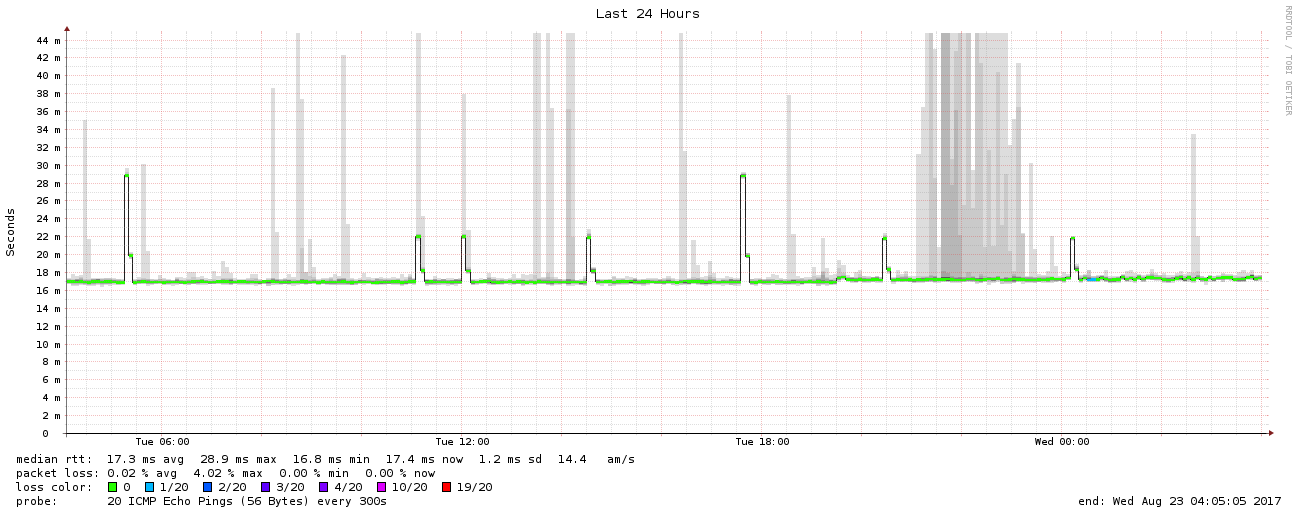 Last 24 Hours
RRDTOOL / TOBI OETIKER
Seconds
44 m
42 m
40 m
38 m
36 m
34 m
32 m
30 m
28 m
26 m
24 m
22 m
20 m
18 m
16 m
14 m
12 m
10 m
8 m
6 m
4 m
2 m
0
Tue 06:00 Tue 12:00 Tue 18:00 Wed 00:00
median rtt: 17.3 ms avg 28.9 ms max 16.8 ms min 17.4 ms now 1.2 ms sd 14.4 am/s
packet loss: 0.02 % avg 4.02 % max 0.00 % min 0.00 % now
loss color: 0 1/20 2/20 3/20 4/20 10/20 19/20
probe: 20 ICMP Echo Pings (56 Bytes) every 300s end: Wed Aug 23 04:05:05 2017